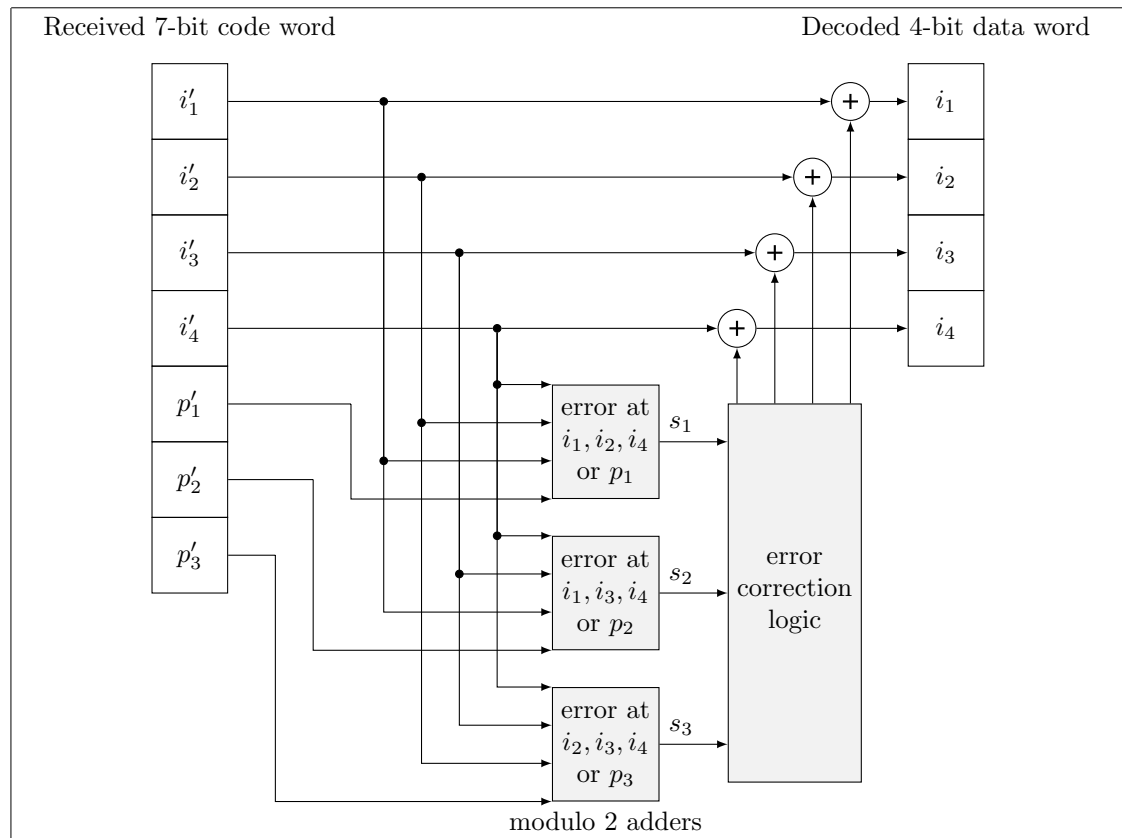 Received 7-bit code word
Decoded 4-bit data word
i′₁
i₁
i′₂
i₂
i′₃
i₃
i′₄
i₄
p′₁
p′₂
p′₃
error at
i₁, i₂, i₄
or p₁
s₁
error at
i₁, i₃, i₄
or p₂
s₂
error at
i₂, i₃, i₄
or p₃
s₃
error
correction
logic
modulo 2 adders